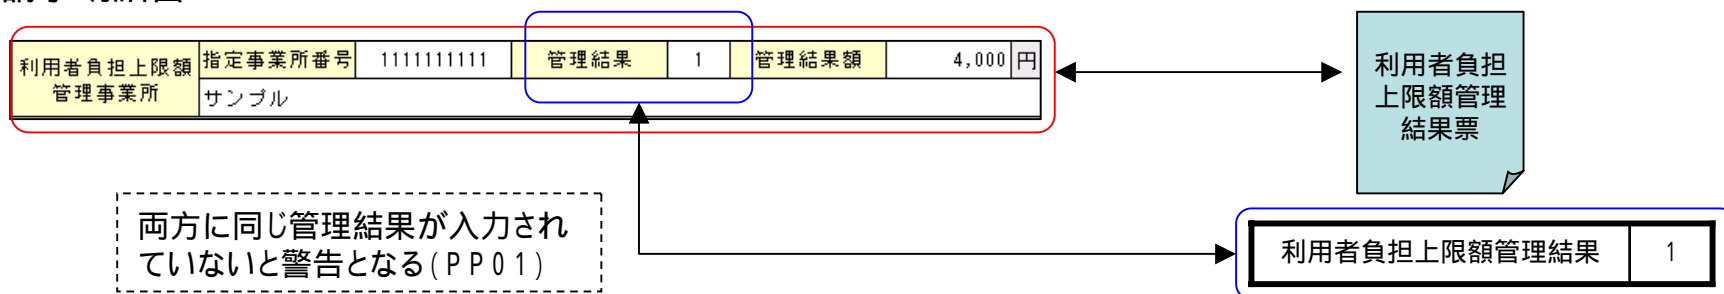 利用者負担上限額
管理事業所
指定事業所番号 1111111111 管理結果 1 管理結果額 4,000 円
サンプル
利用者負担
上限額管理
結果票
両方に同じ管理結果が入力され
ていないと警告となる(PP01)
利用者負担上限額管理結果 1